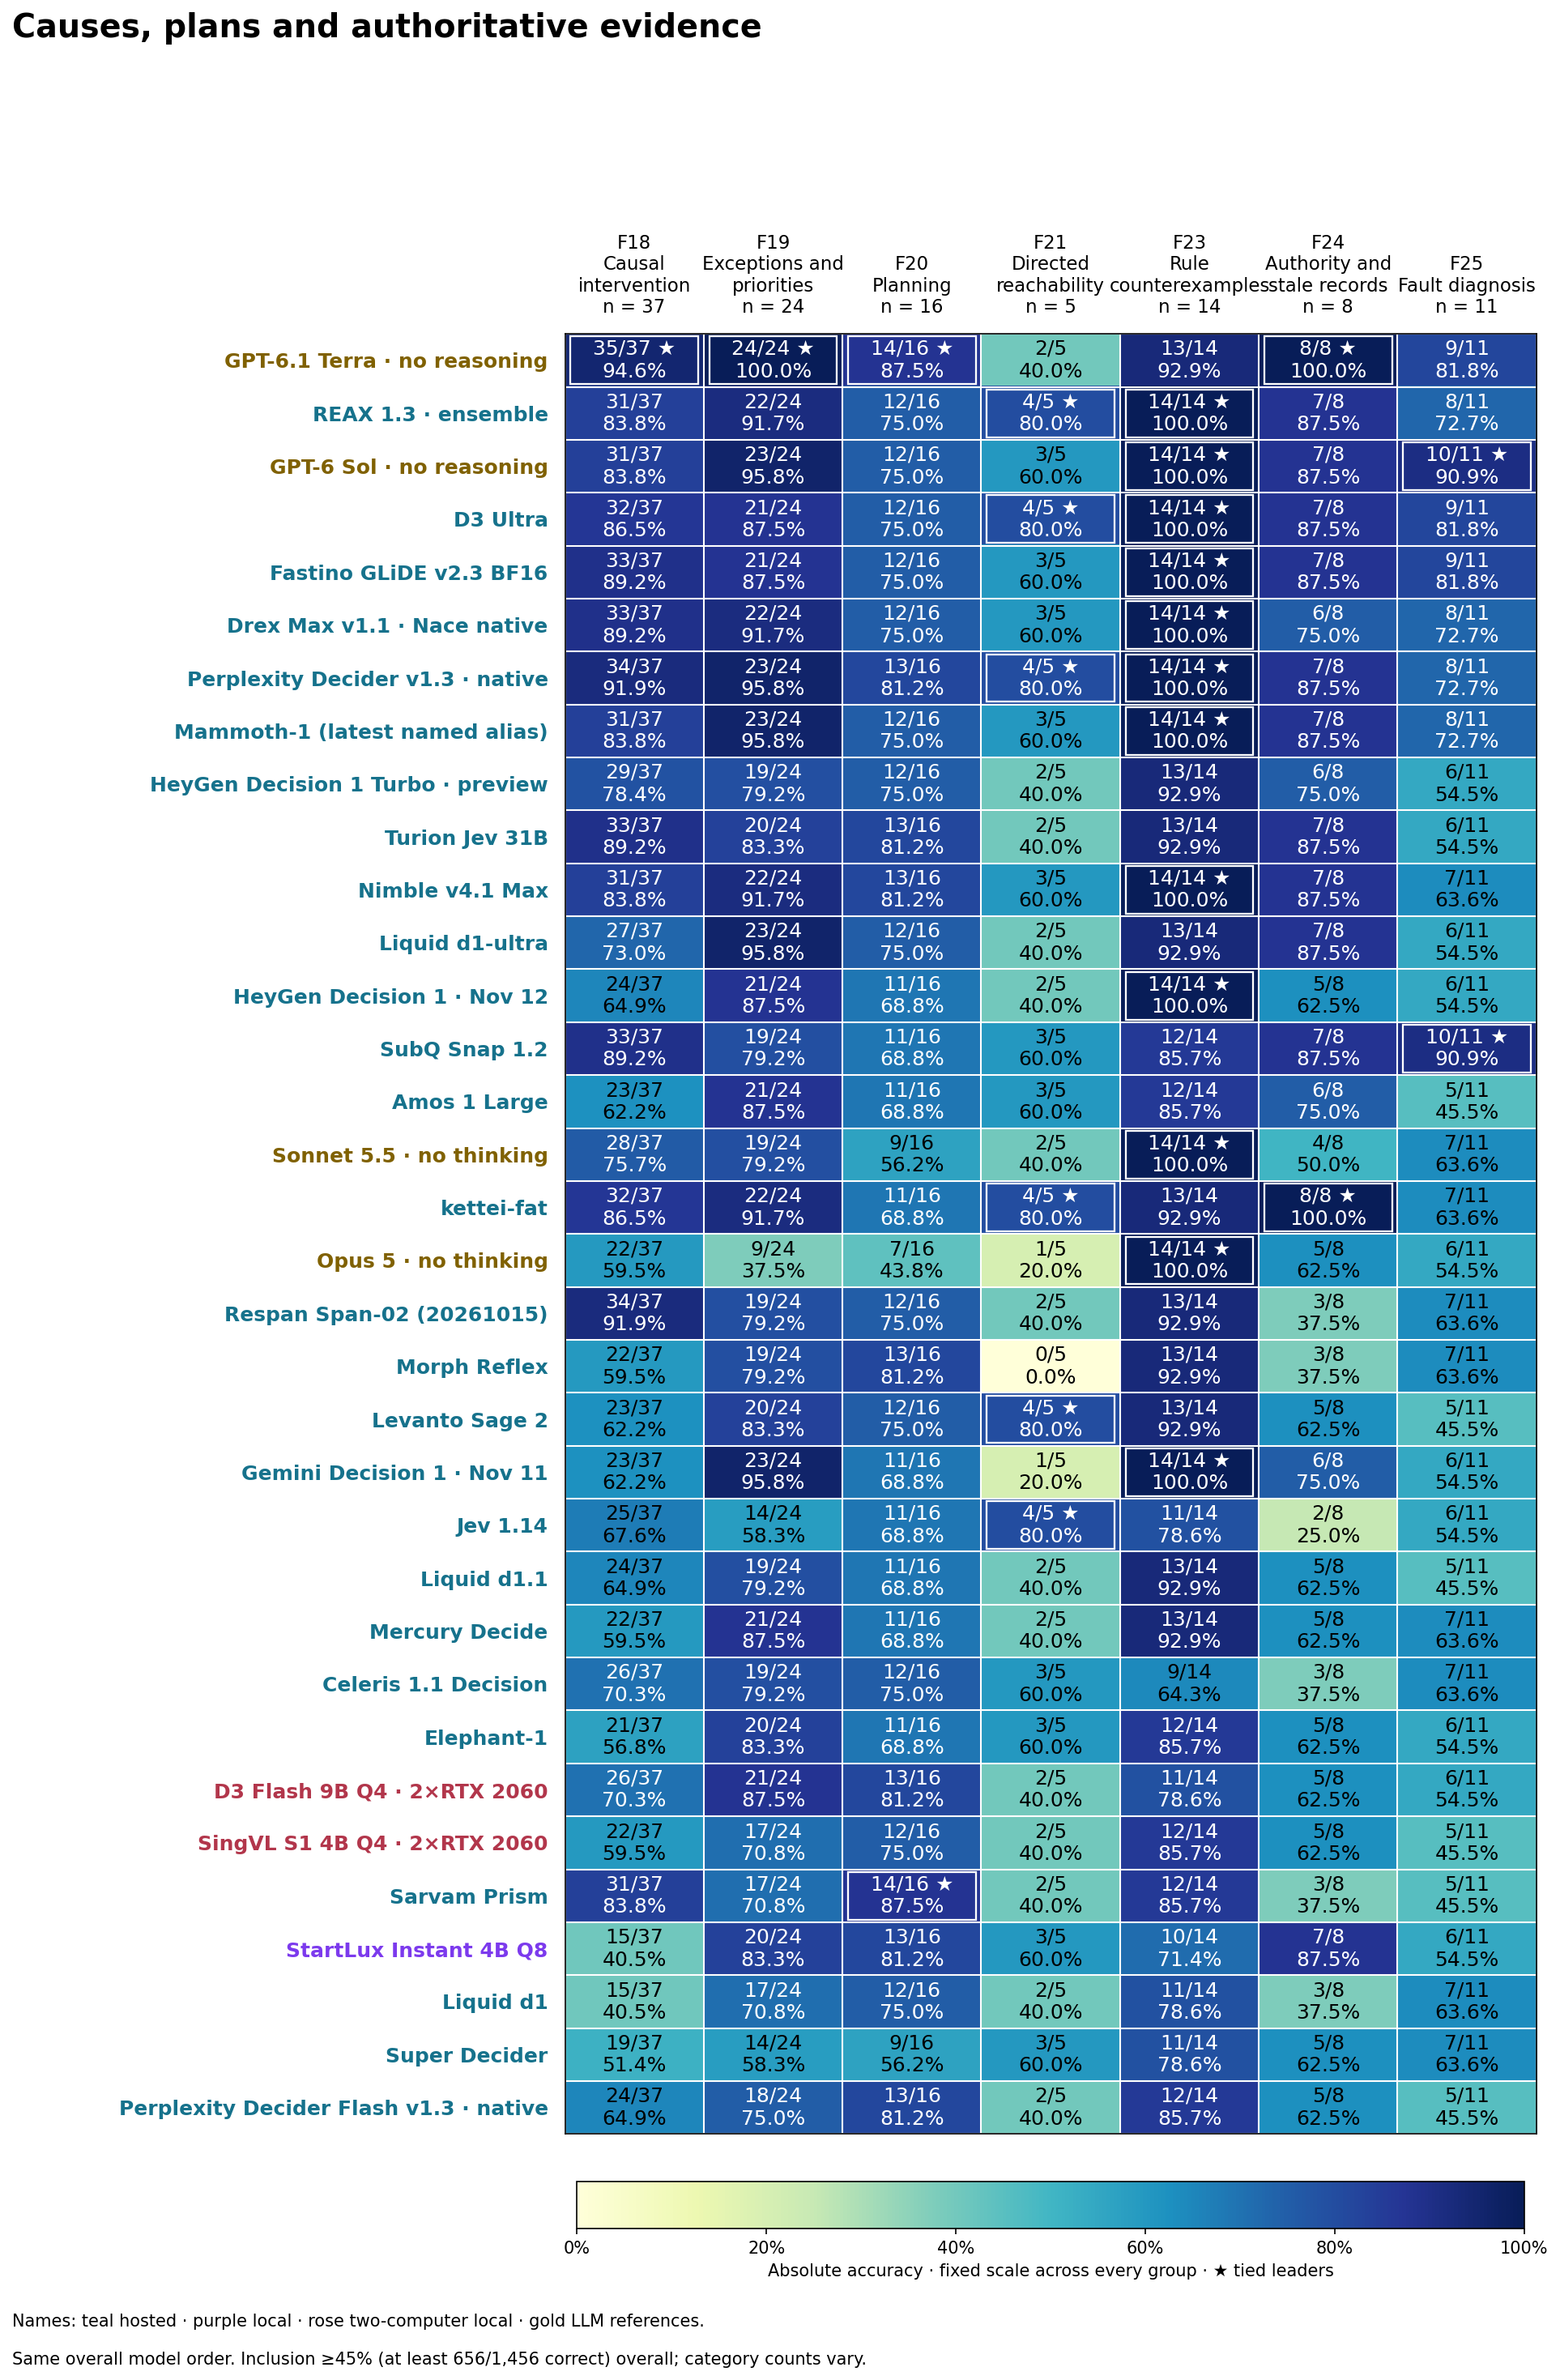 Causes, plans and authoritative evidence
F18
Causal
intervention
n = 37
F19
Exceptions and
priorities
n = 24
F20
Planning
n = 16
F21
Directed
reachability
n = 5
F23
Rule
counterexamples
n = 14
F24
Authority and
stale records
n = 8
F25
Fault diagnosis
n = 11
GPT-6.1 Terra · no reasoning
35/37 ★ 24/24 ★ 14/16 ★ 2/5 13/14 8/8 ★ 9/11
94.6% 100.0% 87.5% 40.0% 92.9% 100.0% 81.8%
REAX 1.3 · ensemble
31/37 22/24 12/16 4/5 ★ 14/14 ★ 7/8 8/11
83.8% 91.7% 75.0% 80.0% 100.0% 87.5% 72.7%
GPT-6 Sol · no reasoning
31/37 23/24 12/16 3/5 14/14 ★ 7/8 10/11 ★
83.8% 95.8% 75.0% 60.0% 100.0% 87.5% 90.9%
D3 Ultra
32/37 21/24 12/16 4/5 ★ 14/14 ★ 7/8 9/11
86.5% 87.5% 75.0% 80.0% 100.0% 87.5% 81.8%
Fastino GLiDE v2.3 BF16
33/37 21/24 12/16 3/5 14/14 ★ 7/8 9/11
89.2% 87.5% 75.0% 60.0% 100.0% 87.5% 81.8%
Drex Max v1.1 · Nace native
33/37 22/24 12/16 3/5 14/14 ★ 6/8 8/11
89.2% 91.7% 75.0% 60.0% 100.0% 75.0% 72.7%
Perplexity Decider v1.3 · native
34/37 23/24 13/16 4/5 ★ 14/14 ★ 7/8 8/11
91.9% 95.8% 81.2% 80.0% 100.0% 87.5% 72.7%
Mammoth-1 (latest named alias)
31/37 23/24 12/16 3/5 14/14 ★ 7/8 8/11
83.8% 95.8% 75.0% 60.0% 100.0% 87.5% 72.7%
HeyGen Decision 1 Turbo · preview
29/37 19/24 12/16 2/5 13/14 6/8 6/11
78.4% 79.2% 75.0% 40.0% 92.9% 75.0% 54.5%
Turion Jev 31B
33/37 20/24 13/16 2/5 13/14 7/8 6/11
89.2% 83.3% 81.2% 40.0% 92.9% 87.5% 54.5%
Nimble v4.1 Max
31/37 22/24 13/16 3/5 14/14 ★ 7/8 7/11
83.8% 91.7% 81.2% 60.0% 100.0% 87.5% 63.6%
Liquid d1-ultra
27/37 23/24 12/16 2/5 13/14 7/8 6/11
73.0% 95.8% 75.0% 40.0% 92.9% 87.5% 54.5%
HeyGen Decision 1 · Nov 12
24/37 21/24 11/16 2/5 14/14 ★ 5/8 6/11
64.9% 87.5% 68.8% 40.0% 100.0% 62.5% 54.5%
SubQ Snap 1.2
33/37 19/24 11/16 3/5 12/14 7/8 10/11 ★
89.2% 79.2% 68.8% 60.0% 85.7% 87.5% 90.9%
Amos 1 Large
23/37 21/24 11/16 3/5 12/14 6/8 5/11
62.2% 87.5% 68.8% 60.0% 85.7% 75.0% 45.5%
Sonnet 5.5 · no thinking
28/37 19/24 9/16 2/5 14/14 ★ 4/8 7/11
75.7% 79.2% 56.2% 40.0% 100.0% 50.0% 63.6%
kettei-fat
32/37 22/24 11/16 4/5 ★ 13/14 8/8 ★ 7/11
86.5% 91.7% 68.8% 80.0% 92.9% 100.0% 63.6%
Opus 5 · no thinking
22/37 9/24 7/16 1/5 14/14 ★ 5/8 6/11
59.5% 37.5% 43.8% 20.0% 100.0% 62.5% 54.5%
Respan Span-02 (20261015)
34/37 19/24 12/16 2/5 13/14 3/8 7/11
91.9% 79.2% 75.0% 40.0% 92.9% 37.5% 63.6%
Morph Reflex
22/37 19/24 13/16 0/5 13/14 3/8 7/11
59.5% 79.2% 81.2% 0.0% 92.9% 37.5% 63.6%
Levanto Sage 2
23/37 20/24 12/16 4/5 ★ 13/14 5/8 5/11
62.2% 83.3% 75.0% 80.0% 92.9% 62.5% 45.5%
Gemini Decision 1 · Nov 11
23/37 23/24 11/16 1/5 14/14 ★ 6/8 6/11
62.2% 95.8% 68.8% 20.0% 100.0% 75.0% 54.5%
Jev 1.14
25/37 14/24 11/16 4/5 ★ 11/14 2/8 6/11
67.6% 58.3% 68.8% 80.0% 78.6% 25.0% 54.5%
Liquid d1.1
24/37 19/24 11/16 2/5 13/14 5/8 5/11
64.9% 79.2% 68.8% 40.0% 92.9% 62.5% 45.5%
Mercury Decide
22/37 21/24 11/16 2/5 13/14 5/8 7/11
59.5% 87.5% 68.8% 40.0% 92.9% 62.5% 63.6%
Celeris 1.1 Decision
26/37 19/24 12/16 3/5 9/14 3/8 7/11
70.3% 79.2% 75.0% 60.0% 64.3% 37.5% 63.6%
Elephant-1
21/37 20/24 11/16 3/5 12/14 5/8 6/11
56.8% 83.3% 68.8% 60.0% 85.7% 62.5% 54.5%
D3 Flash 9B Q4 · 2×RTX 2060
26/37 21/24 13/16 2/5 11/14 5/8 6/11
70.3% 87.5% 81.2% 40.0% 78.6% 62.5% 54.5%
SingVL S1 4B Q4 · 2×RTX 2060
22/37 17/24 12/16 2/5 12/14 5/8 5/11
59.5% 70.8% 75.0% 40.0% 85.7% 62.5% 45.5%
Sarvam Prism
31/37 17/24 14/16 ★ 2/5 12/14 3/8 5/11
83.8% 70.8% 87.5% 40.0% 85.7% 37.5% 45.5%
StartLux Instant 4B Q8
15/37 20/24 13/16 3/5 10/14 7/8 6/11
40.5% 83.3% 81.2% 60.0% 71.4% 87.5% 54.5%
Liquid d1
15/37 17/24 12/16 2/5 11/14 3/8 7/11
40.5% 70.8% 75.0% 40.0% 78.6% 37.5% 63.6%
Super Decider
19/37 14/24 9/16 3/5 11/14 5/8 7/11
51.4% 58.3% 56.2% 60.0% 78.6% 62.5% 63.6%
Perplexity Decider Flash v1.3 · native
24/37 18/24 13/16 2/5 12/14 5/8 5/11
64.9% 75.0% 81.2% 40.0% 85.7% 62.5% 45.5%
0% 20% 40% 60% 80% 100%
Absolute accuracy · fixed scale across every group · ★ tied leaders
Names: teal hosted · purple local · rose two-computer local · gold LLM references.
Same overall model order. Inclusion ≥45% (at least 656/1,456 correct) overall; category counts vary.